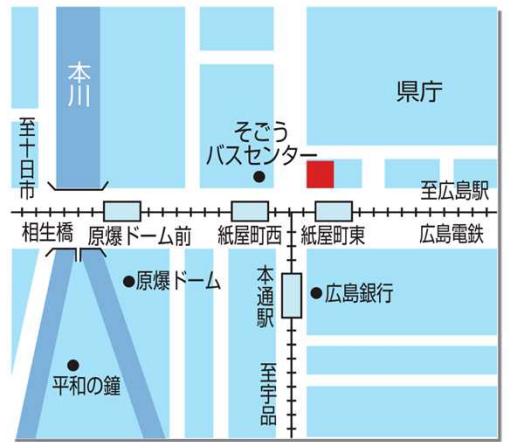 本川
県庁
そごう
バスセンター
至十日市
至広島駅
相生橋
原爆ドーム前
紙屋町西
紙屋町東
広島電鉄
原爆ドーム
本通駅
広島銀行
平和の鐘
至宇品